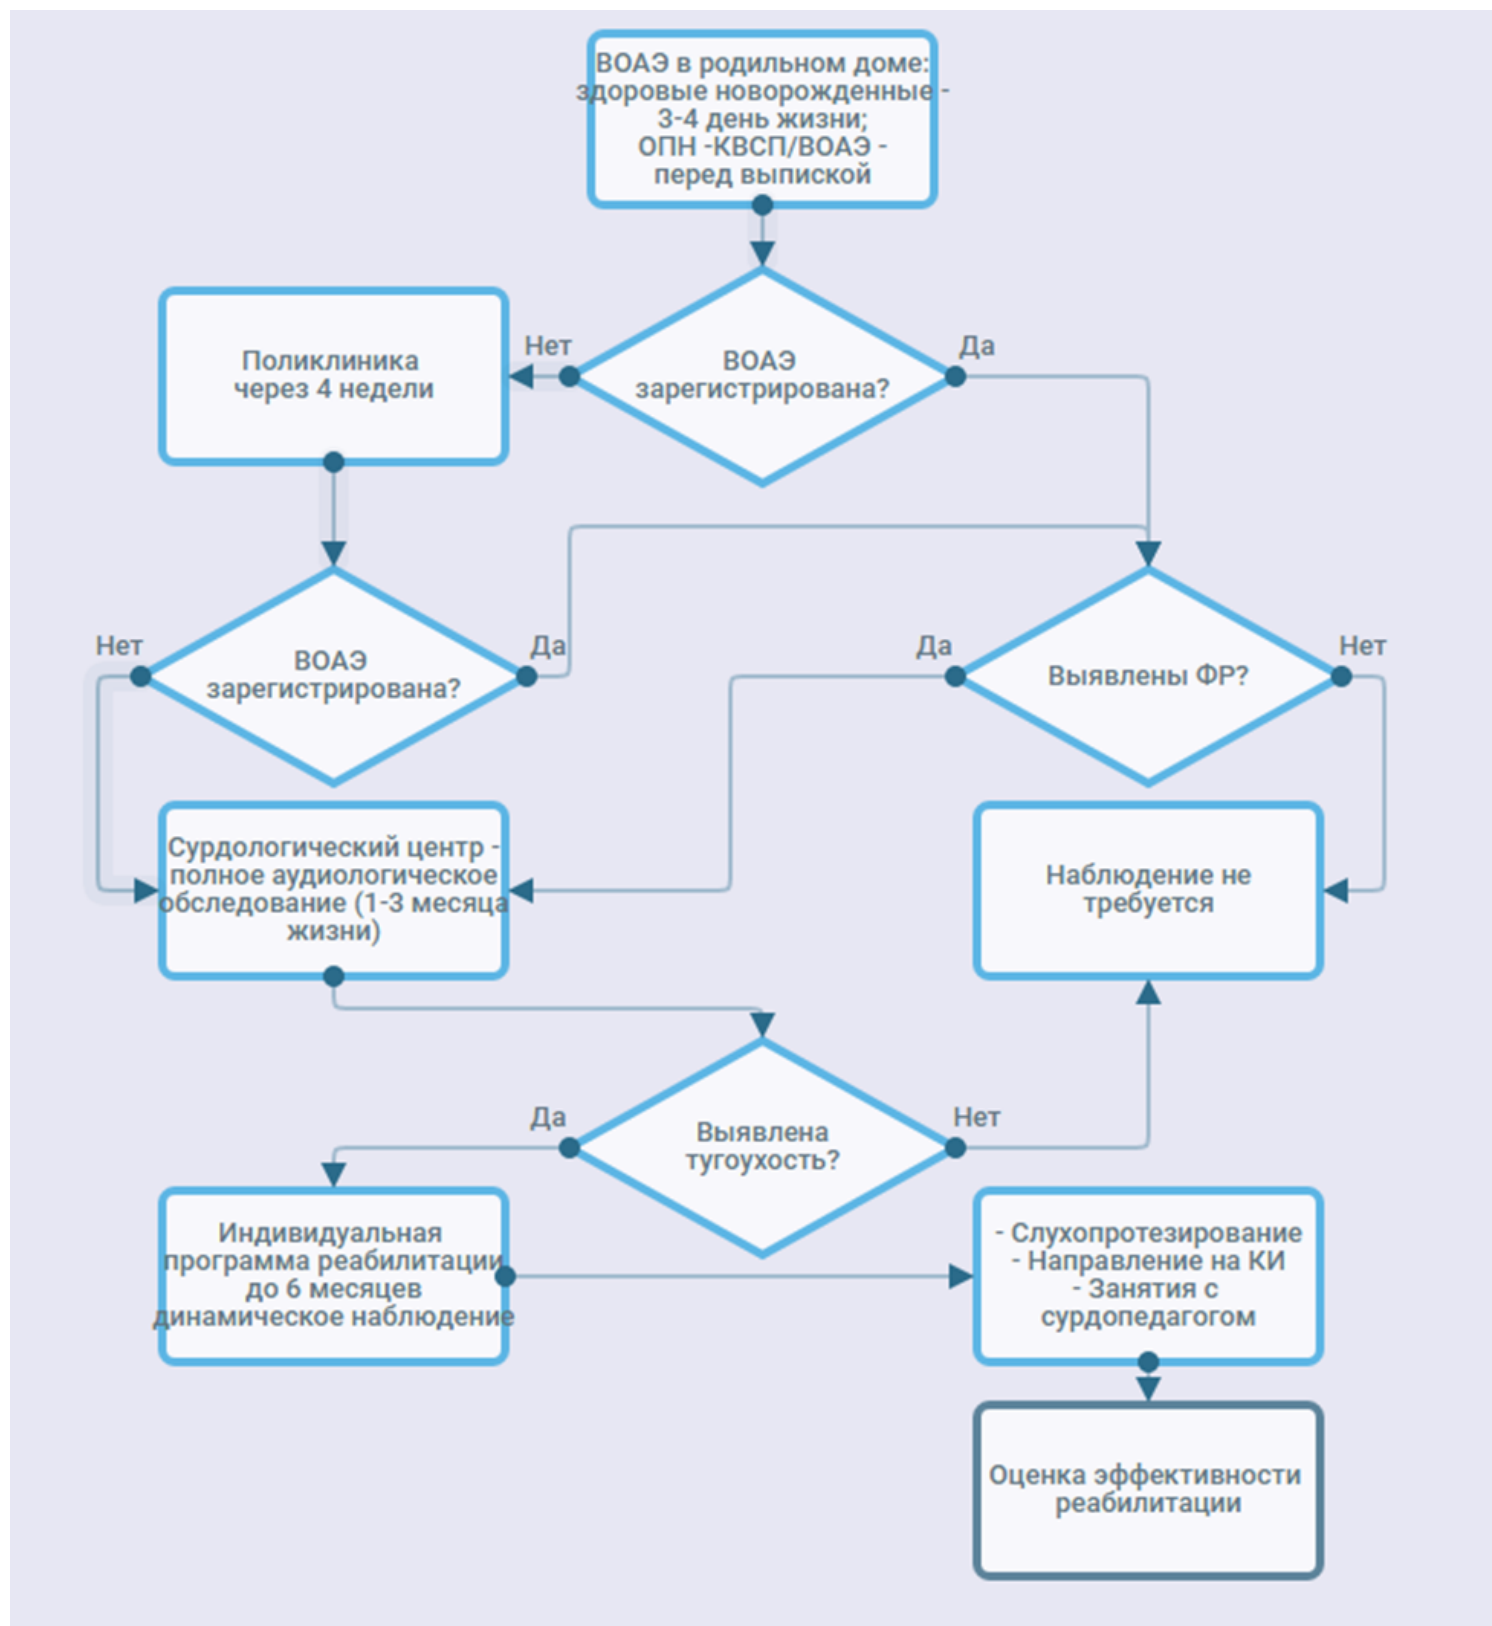 ВОАЭ в родильном доме:
здоровые новорожденные -
3-4 день жизни;
ОПН -КВСП/ВОАЭ -
перед выпиской
Поликлиника
через 4 недели
Нет
ВОАЭ
зарегистрирована?
Да
Нет
ВОАЭ
зарегистрирована?
Да
Да
Выявлены ФР?
Нет
Сурдологический центр -
полное аудиологическое
обследование (1-3 месяца
жизни)
Наблюдение не
требуется
Да
Выявлена
тугоухость?
Нет
Индивидуальная
программа реабилитации
до 6 месяцев
динамическое наблюдение
- Слухопротезирование
- Направление на КИ
- Занятия с
сурдопедагогом
Оценка эффективности
реабилитации